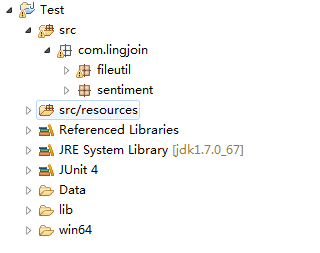 Test
src
com.lingjoin
fileutil
sentiment
src/resources
Referenced Libraries
JRE System Library [jdk1.7.0_67]
JUnit 4
Data
lib
win64